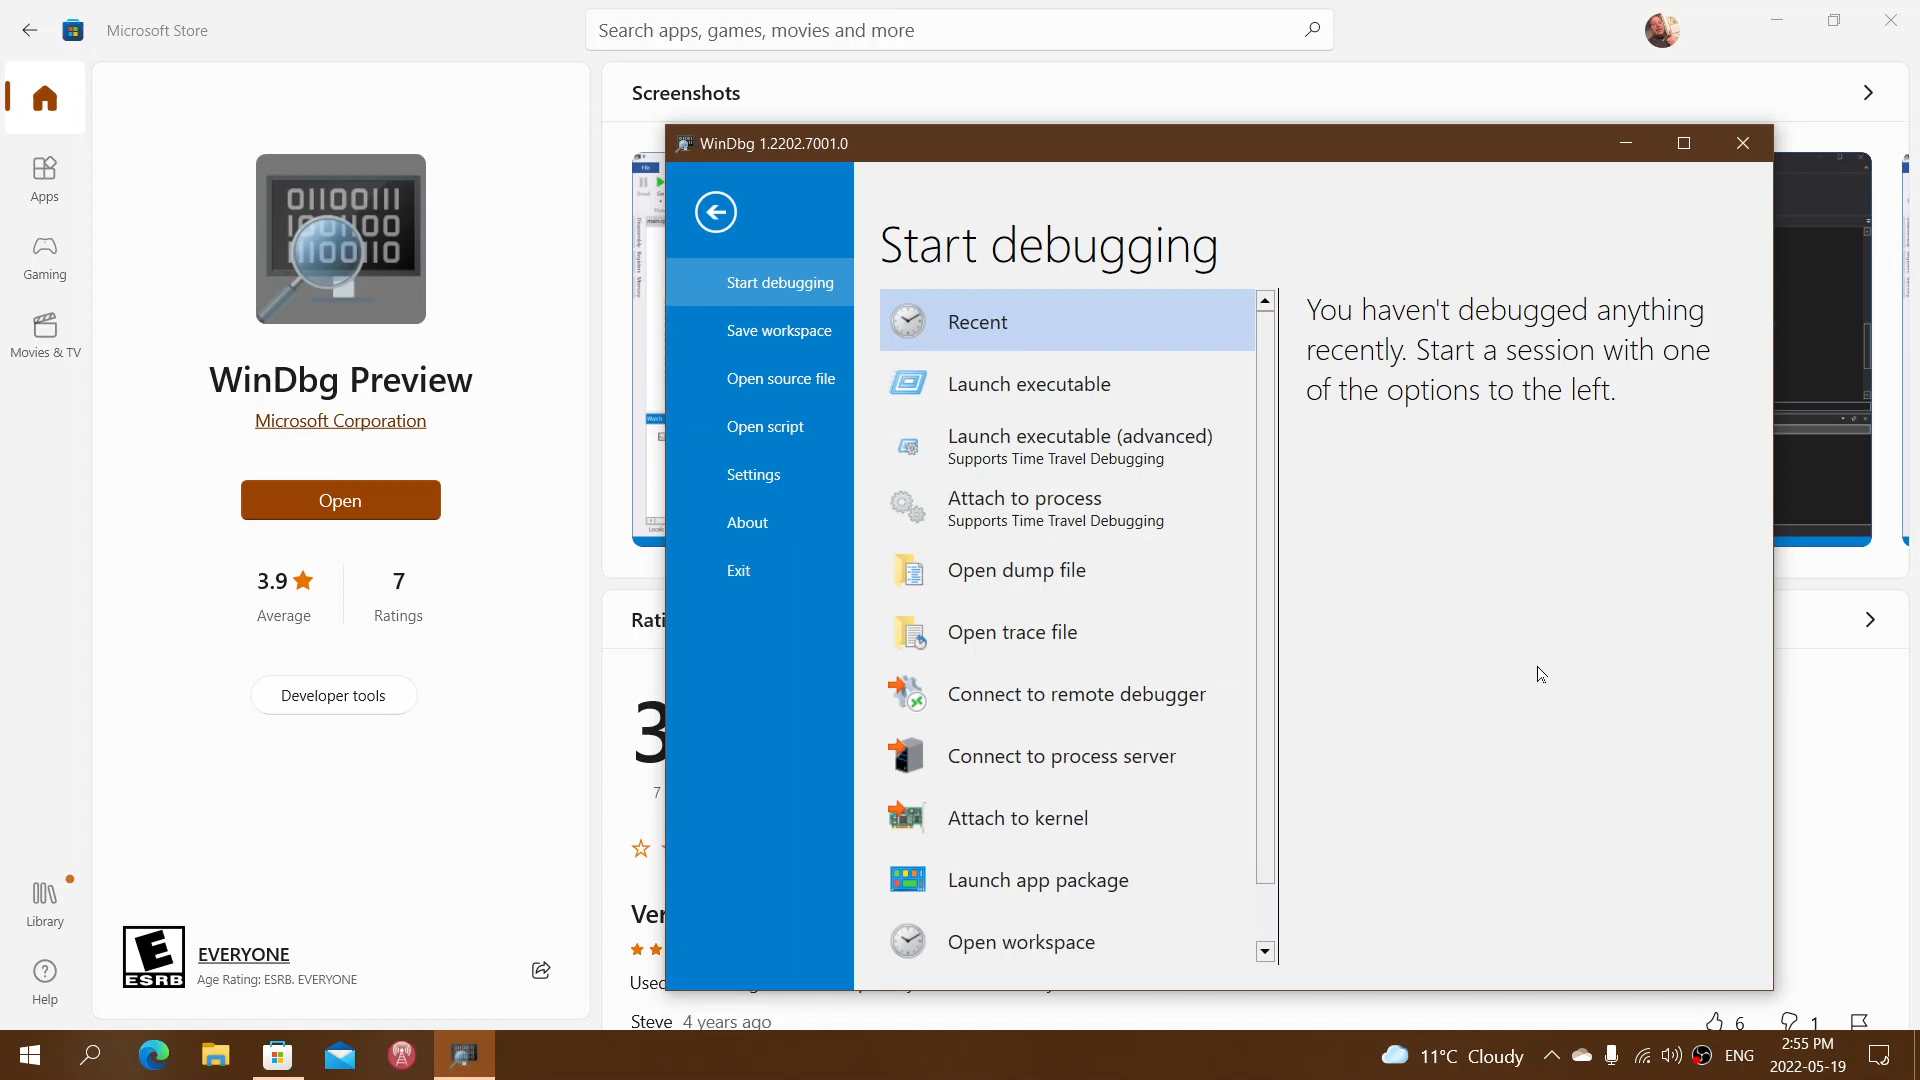 Microsoft Store
Search apps, games, movies and more
Apps
Gaming
Movies & TV
Library
Help
01100111
100 100
1100110
WinDbg Preview
Microsoft Corporation
Open
3.9
Average
7
Ratings
Developer tools
E
ESRB
EVERYONE
Age Rating: ESRB. EVERYONE
Screenshots
WinDbg 1.2202.7001.0
File
Start debugging
Save workspace
Open source file
Open script
Settings
About
Exit
Start debugging
Recent
Launch executable
Launch executable (advanced)
Supports Time Travel Debugging
Attach to process
Supports Time Travel Debugging
Open dump file
Open trace file
Connect to remote debugger
Connect to process server
Attach to kernel
Launch app package
Open workspace
You haven't debugged anything
recently. Start a session with one
of the options to the left.
Rati
3
7
Ver
Used
Steve 4 years ago
6
1
11°C Cloudy
ENG
2:55 PM
2022-05-19